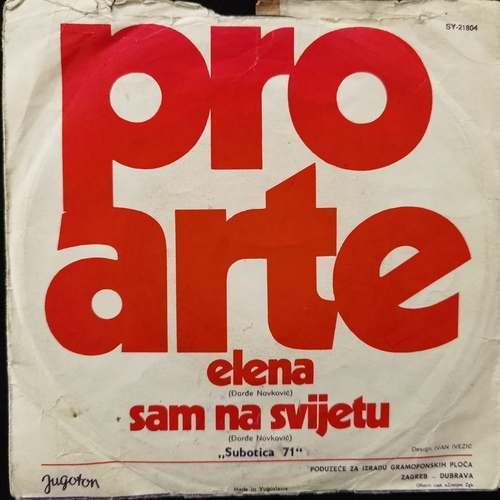 SY-21804
pro
arte
elena
(Đorđe Novković)
sam na svijetu
(Đorđe Novković)
„Subotica 71“
Design IVAN IVEZIĆ
Jugoton
PODUZEĆE ZA IZRADU GRAMOFONSKIH PLOČA
ZAGREB - DUBRAVA
Made in Yugoslavia